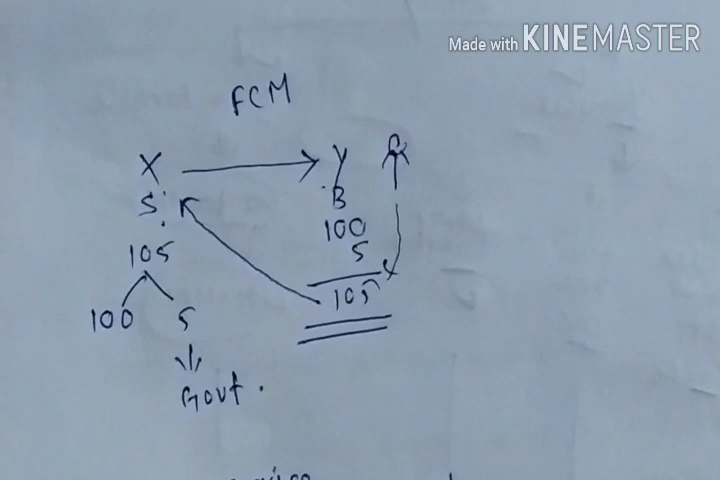 Made with KINEMASTER
FCM
X Y
S B
100
105 5
105
100 5
Govt.